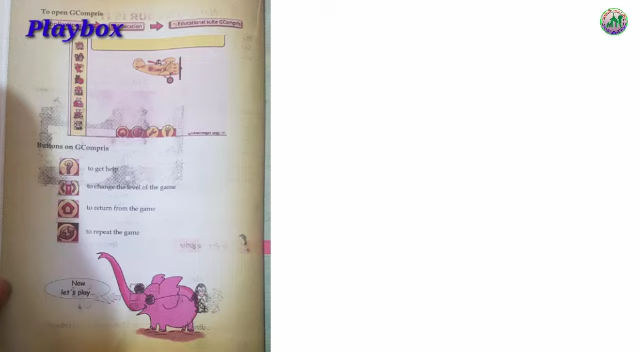 To open GCompris
Playbox
Educational suite GCompris
Buttons on GCompris
to get help
to change the level of the game
to return from the game
to repeat the game
Now
let's play...